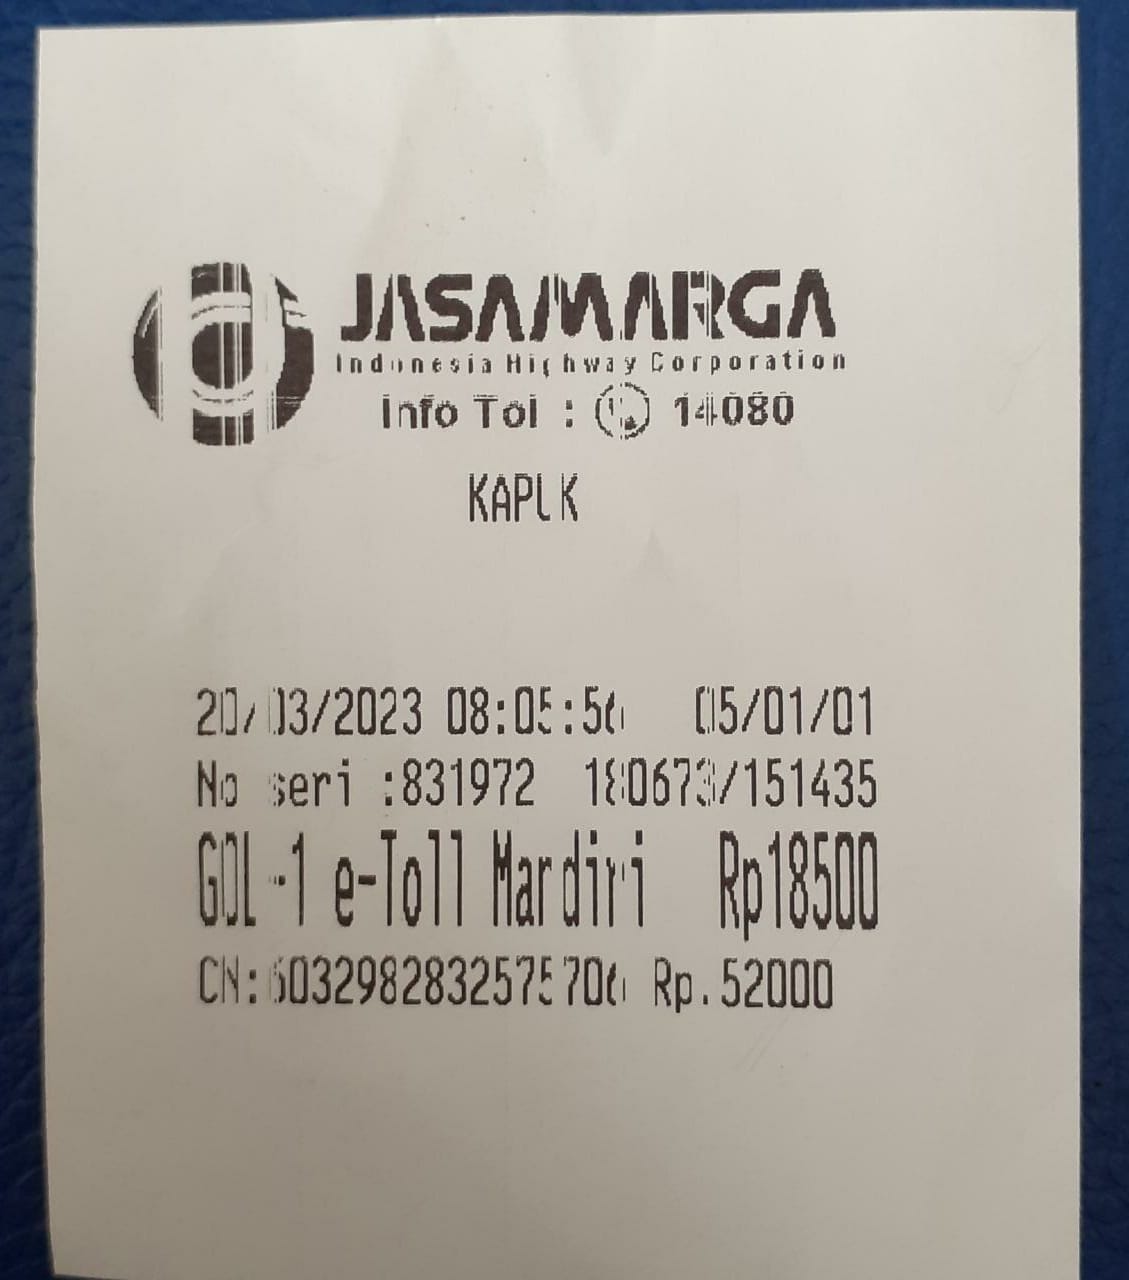 JASAMARGA
Indonesia Highway Corporation
Info Tol : 14080
KAPUK
20/03/2023 08:05:56 05/01/01
No seri :831972 180673/151435
GOL-1 e-Toll Mandiri Rp18500
CN:6032982832575706 Rp.52000